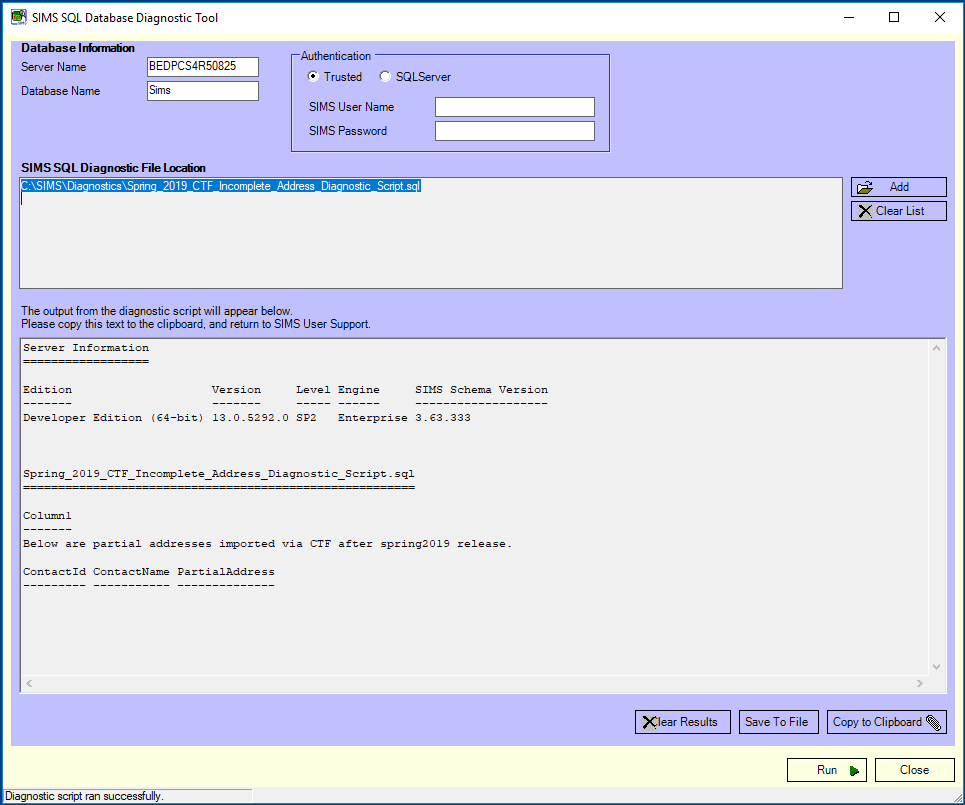 SIMS SQL Database Diagnostic Tool
Database Information
Server Name BEDPCS4R50825
Database Name Sims
Authentication
Trusted SQLServer
SIMS User Name
SIMS Password
SIMS SQL Diagnostic File Location
C:\SIMS\Diagnostics\Spring_2019_CTF_Incomplete_Address_Diagnostic_Script.sql
Add
Clear List
The output from the diagnostic script will appear below.
Please copy this text to the clipboard, and return to SIMS User Support.
Server Information
==================
Edition Version Level Engine SIMS Schema Version
------- ------- ----- ------ -------------------
Developer Edition (64-bit) 13.0.5292.0 SP2 Enterprise 3.63.333
Spring_2019_CTF_Incomplete_Address_Diagnostic_Script.sql
========================================================
Column1
-------
Below are partial addresses imported via CTF after spring2019 release.
ContactId ContactName PartialAddress
--------- ----------- --------------
Clear Results Save To File Copy to Clipboard
Run Close
Diagnostic script ran successfully.